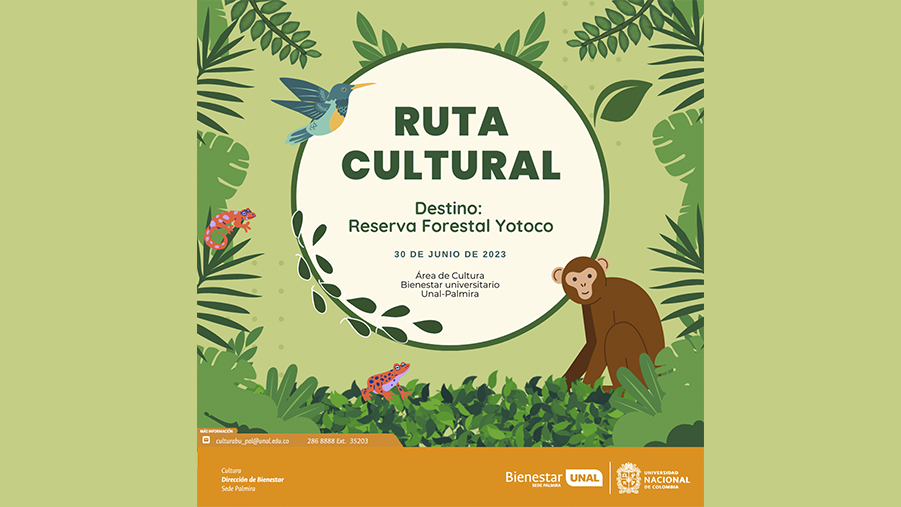 RUTA
CULTURAL
Destino:
Reserva Forestal Yotoco
30 DE JUNIO DE 2023
Área de Cultura
Bienestar universitario
Unal-Palmira
MÁS INFORMACIÓN
culturabu_pal@unal.edu.co 286 8888 Ext. 35203
Cultura
Dirección de Bienestar
Sede Palmira
Bienestar UNAL
SEDE PALMIRA
UNIVERSIDAD
NACIONAL
DE COLOMBIA